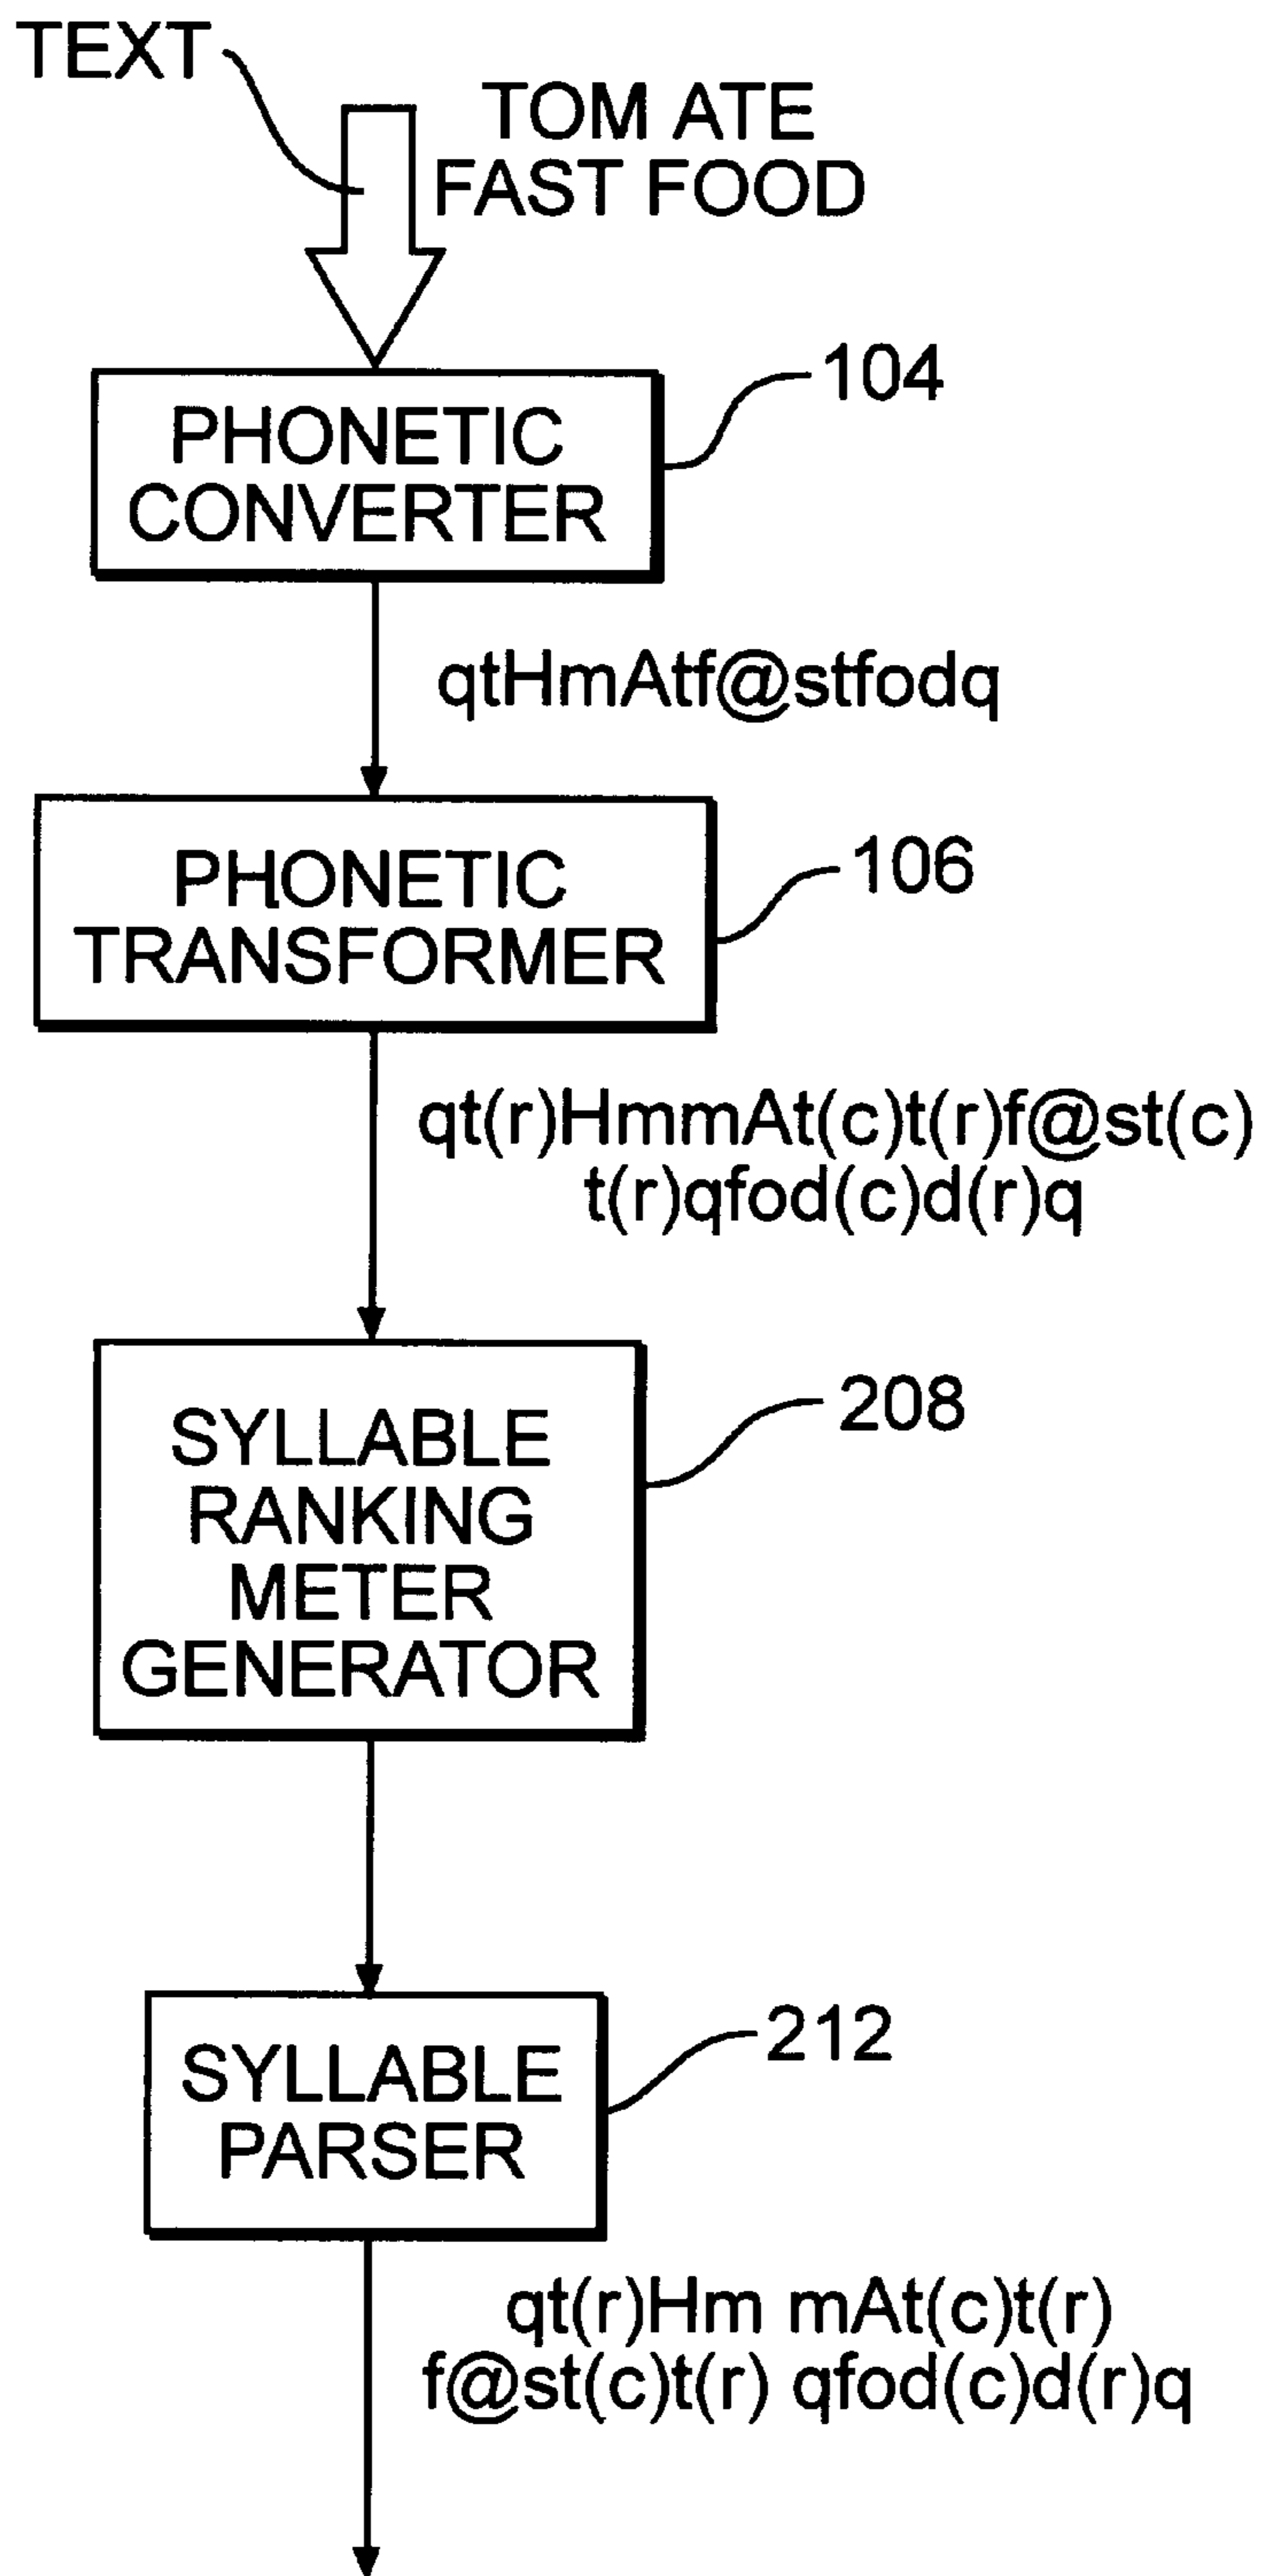 TEXT
TOM ATE
FAST FOOD
104
PHONETIC
CONVERTER
qtHmAtf@stfodq
106
PHONETIC
TRANSFORMER
qt(r)HmmAt(c)t(r)f@st(c)
t(r)qfod(c)d(r)q
208
SYLLABLE
RANKING
METER
GENERATOR
212
SYLLABLE
PARSER
qt(r)Hm mAt(c)t(r)
f@st(c)t(r) qfod(c)d(r)q